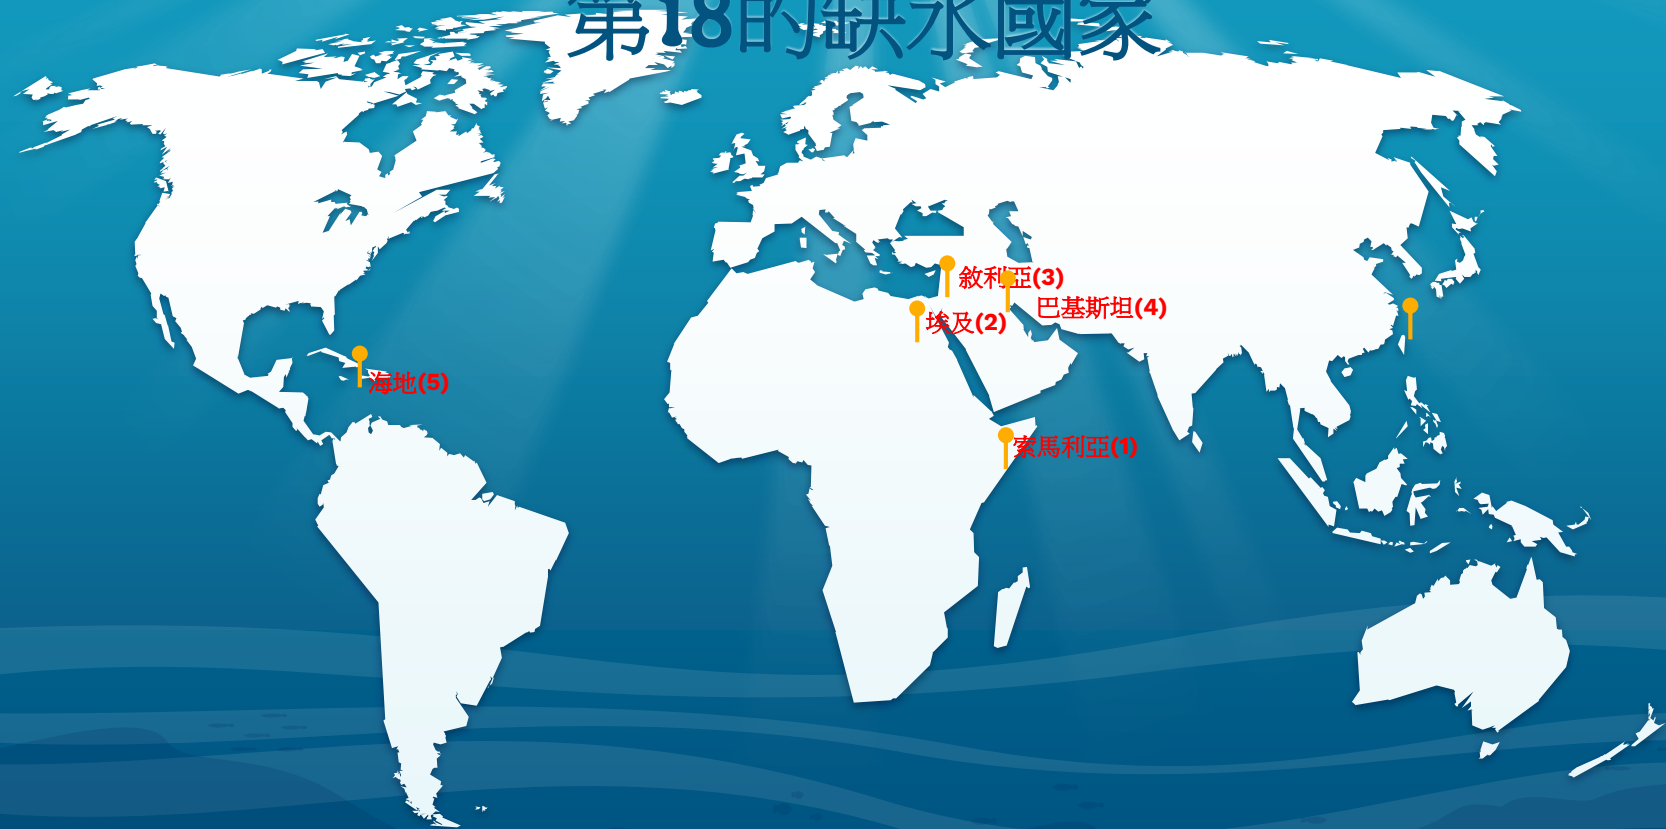 第18的缺水國家
敘利亞(3)
巴基斯坦(4)
埃及(2)
海地(5)
索馬利亞(1)